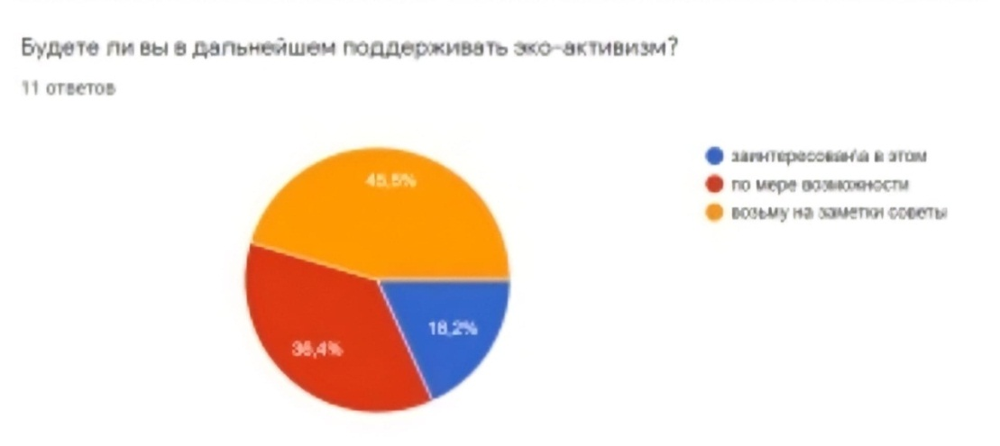 Будете ли вы в дальнейшем поддерживать эко-активизм?
11 ответов
заинтересован/а в этом
по мере возможности
возьму на заметки советы
45,5%
36,4%
18,2%